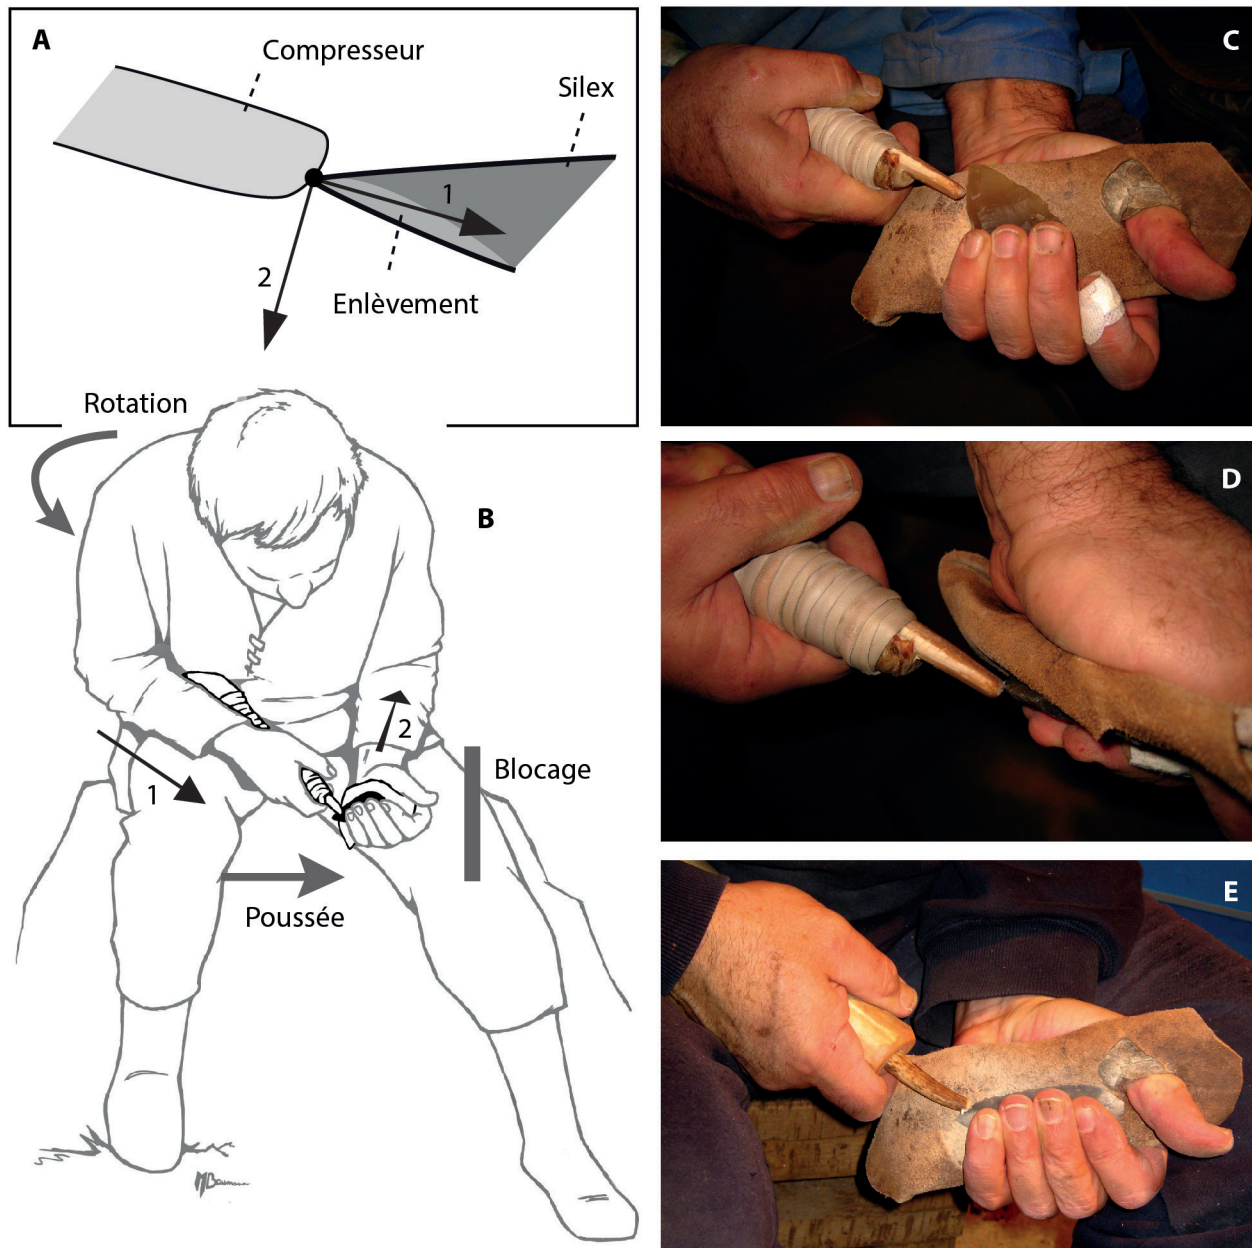 A
Compresseur
Silex
1
2
Enlèvement
Rotation
B
2
1
Blocage
Poussée
C
D
E